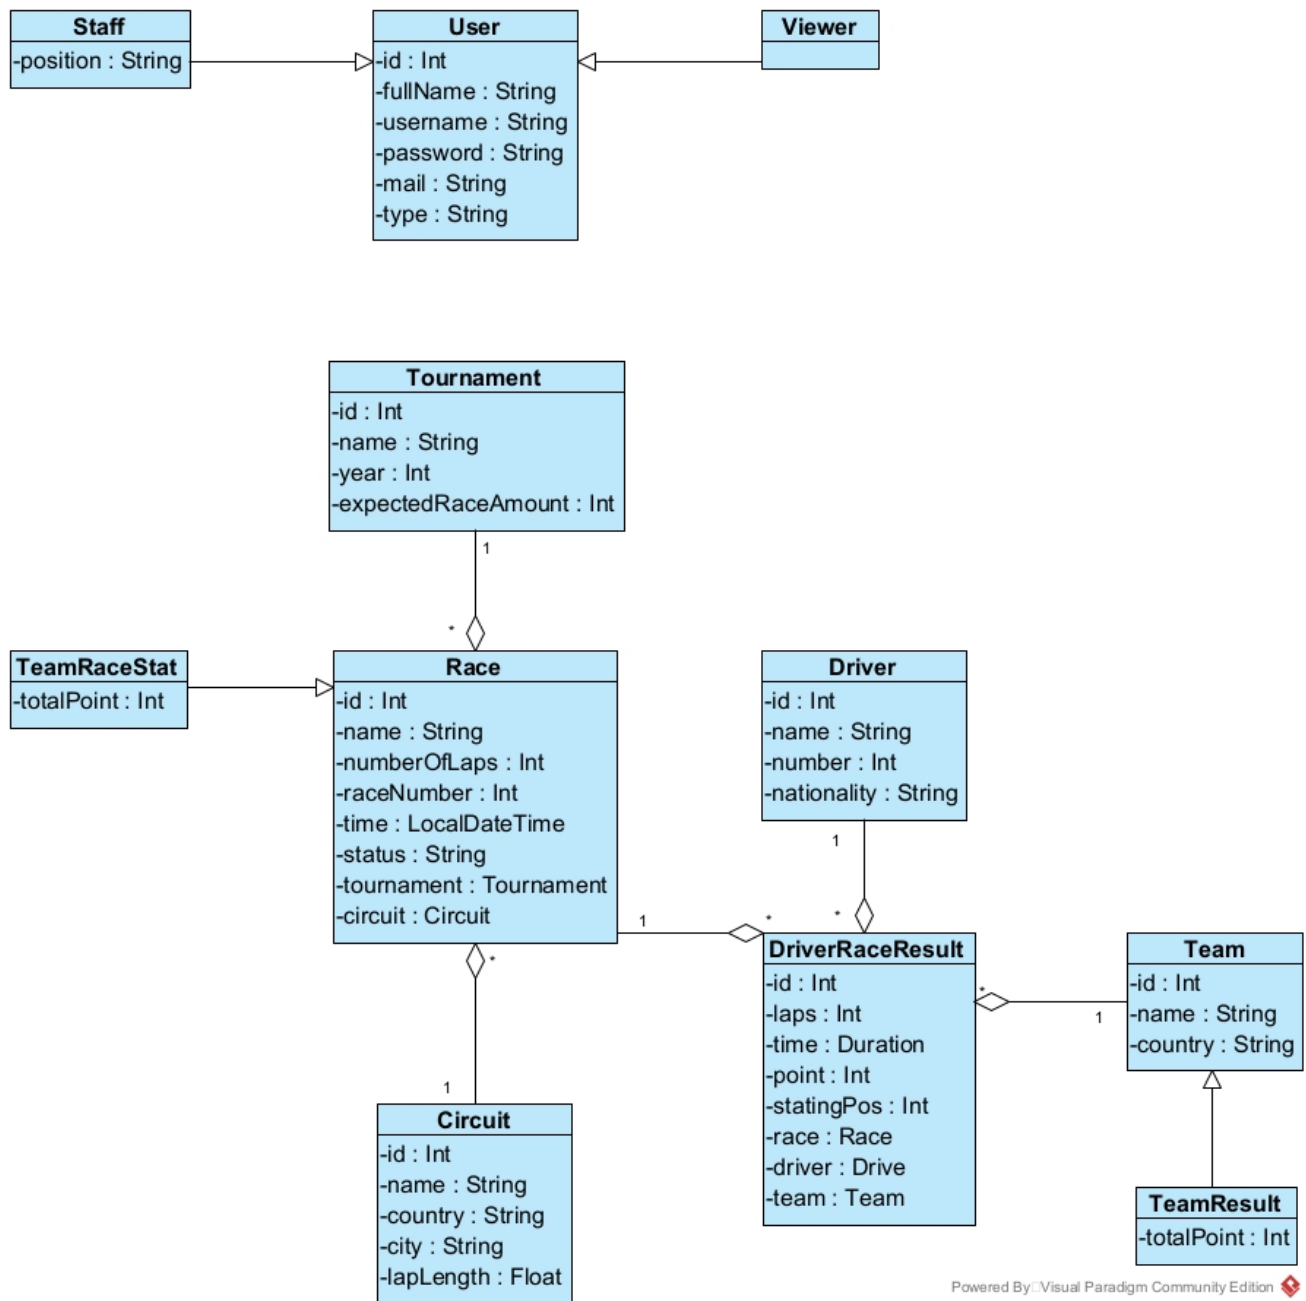 Staff
-position : String
User
-id : Int
-fullName : String
-username : String
-password : String
-mail : String
-type : String
Viewer
Tournament
-id : Int
-name : String
-year : Int
-expectedRaceAmount : Int
1
*
TeamRaceStat
-totalPoint : Int
Race
-id : Int
-name : String
-numberOfLaps : Int
-raceNumber : Int
-time : LocalDateTime
-status : String
-tournament : Tournament
-circuit : Circuit
Driver
-id : Int
-name : String
-number : Int
-nationality : String
1
*
1
*
*
1
DriverRaceResult
-id : Int
-laps : Int
-time : Duration
-point : Int
-statingPos : Int
-race : Race
-driver : Drive
-team : Team
*
1
Team
-id : Int
-name : String
-country : String
Circuit
-id : Int
-name : String
-country : String
-city : String
-lapLength : Float
TeamResult
-totalPoint : Int
Powered By Visual Paradigm Community Edition